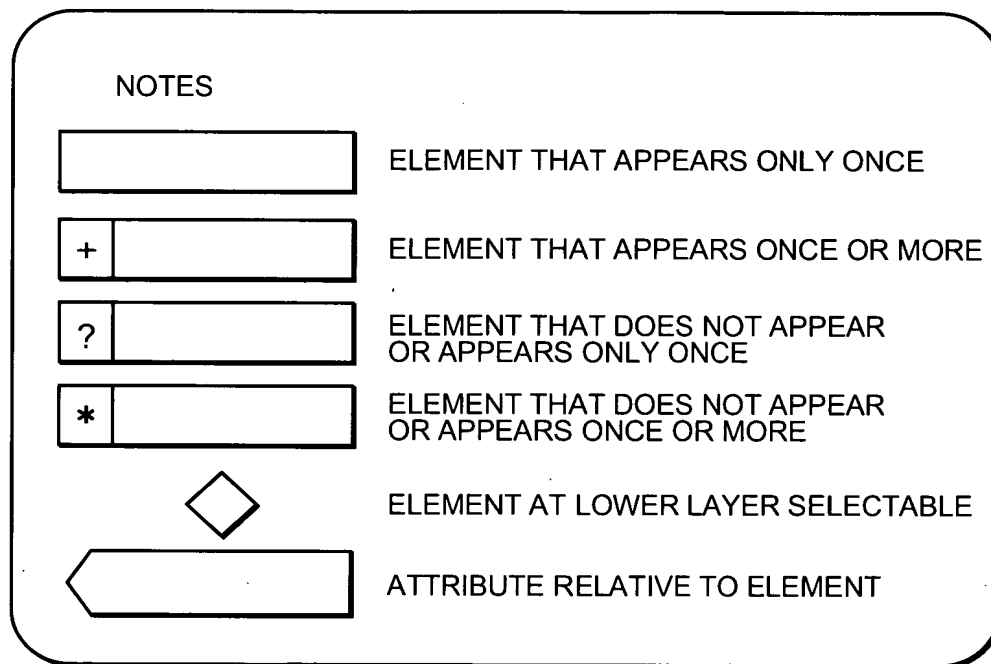 NOTES
ELEMENT THAT APPEARS ONLY ONCE
+ ELEMENT THAT APPEARS ONCE OR MORE
? ELEMENT THAT DOES NOT APPEAR
OR APPEARS ONLY ONCE
* ELEMENT THAT DOES NOT APPEAR
OR APPEARS ONCE OR MORE
ELEMENT AT LOWER LAYER SELECTABLE
ATTRIBUTE RELATIVE TO ELEMENT